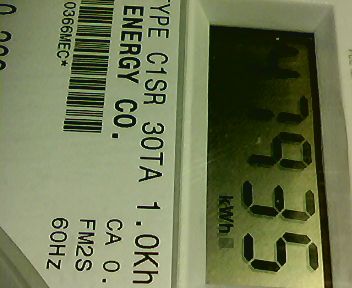 47935
kWh
TYPE C1SR 30TA 1.0Kh
ENERGY CO.
CA 0.
FM2S
60HZ
0366MEC*